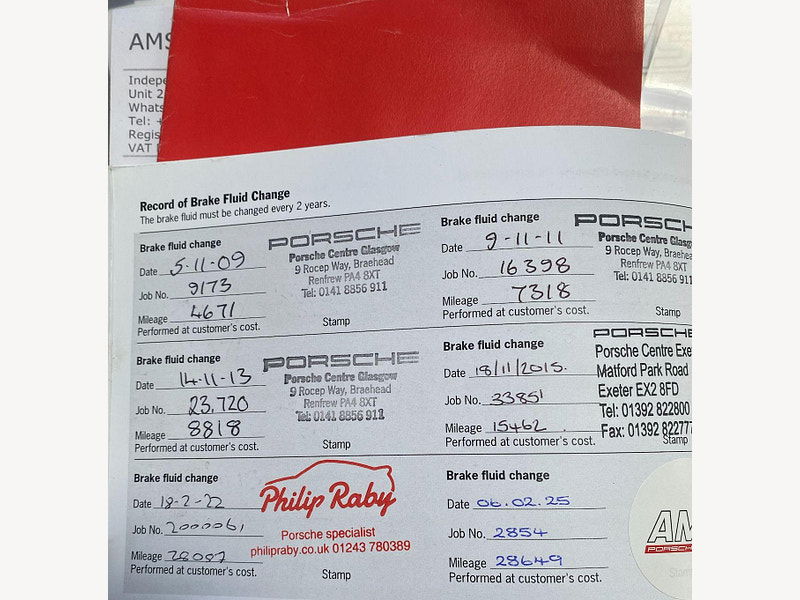 AMS
Indepe
Unit 2
Whats
Tel: +
Regis
VAT
Record of Brake Fluid Change
The brake fluid must be changed every 2 years.
Brake fluid change
Date 5.11.09
Job No. 9173
Mileage 4671
Performed at customer's cost.
PORSCHE
Porsche Centre Glasgow
9 Rocep Way, Braehead
Renfrew PA4 8XT
Tel: 0141 8856 911
Stamp
Brake fluid change
Date 9-11-11
Job No. 16398
Mileage 7318
Performed at customer's cost.
PORSCH
Porsche Centre Glasg
9 Rocep Way, Braehea
Renfrew PA4 8XT
Tel: 0141 8856 911
Stamp
Brake fluid change
Date 14-11-13
Job No. 23,720
Mileage 8818
Performed at customer's cost.
PORSCHE
Porsche Centre Glasgow
9 Rocep Way, Braehead
Renfrew PA4 8XT
Tel: 0141 8856 911
Stamp
Brake fluid change
Date 18/11/2015.
Job No. 33851
Mileage 15462.
Performed at customer's cost.
PORSCHE
Porsche Centre Exe
Matford Park Road
Exeter EX2 8FD
Tel: 01392 822800
Fax: 01392 822777
Stamp
Brake fluid change
Date 18-2-22
Job No. 2000061
Mileage 28007
Performed at customer's cost.
Philip Raby
Porsche specialist
philipraby.co.uk 01243 780389
Stamp
Brake fluid change
Date 06.02.25
Job No. 2854
Mileage 28649
Performed at customer's cost.
AM
PORSCH
Stamp